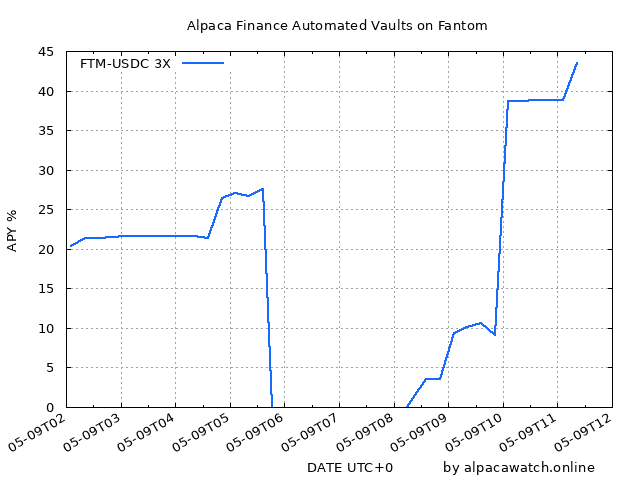 Alpaca Finance Automated Vaults on Fantom
FTM-USDC 3X
APY %
45
40
35
30
25
20
15
10
5
0
05-09T02
05-09T03
05-09T04
05-09T05
05-09T06
05-09T07
05-09T08
05-09T09
05-09T10
05-09T11
05-09T12
DATE UTC+0
by alpacawatch.online